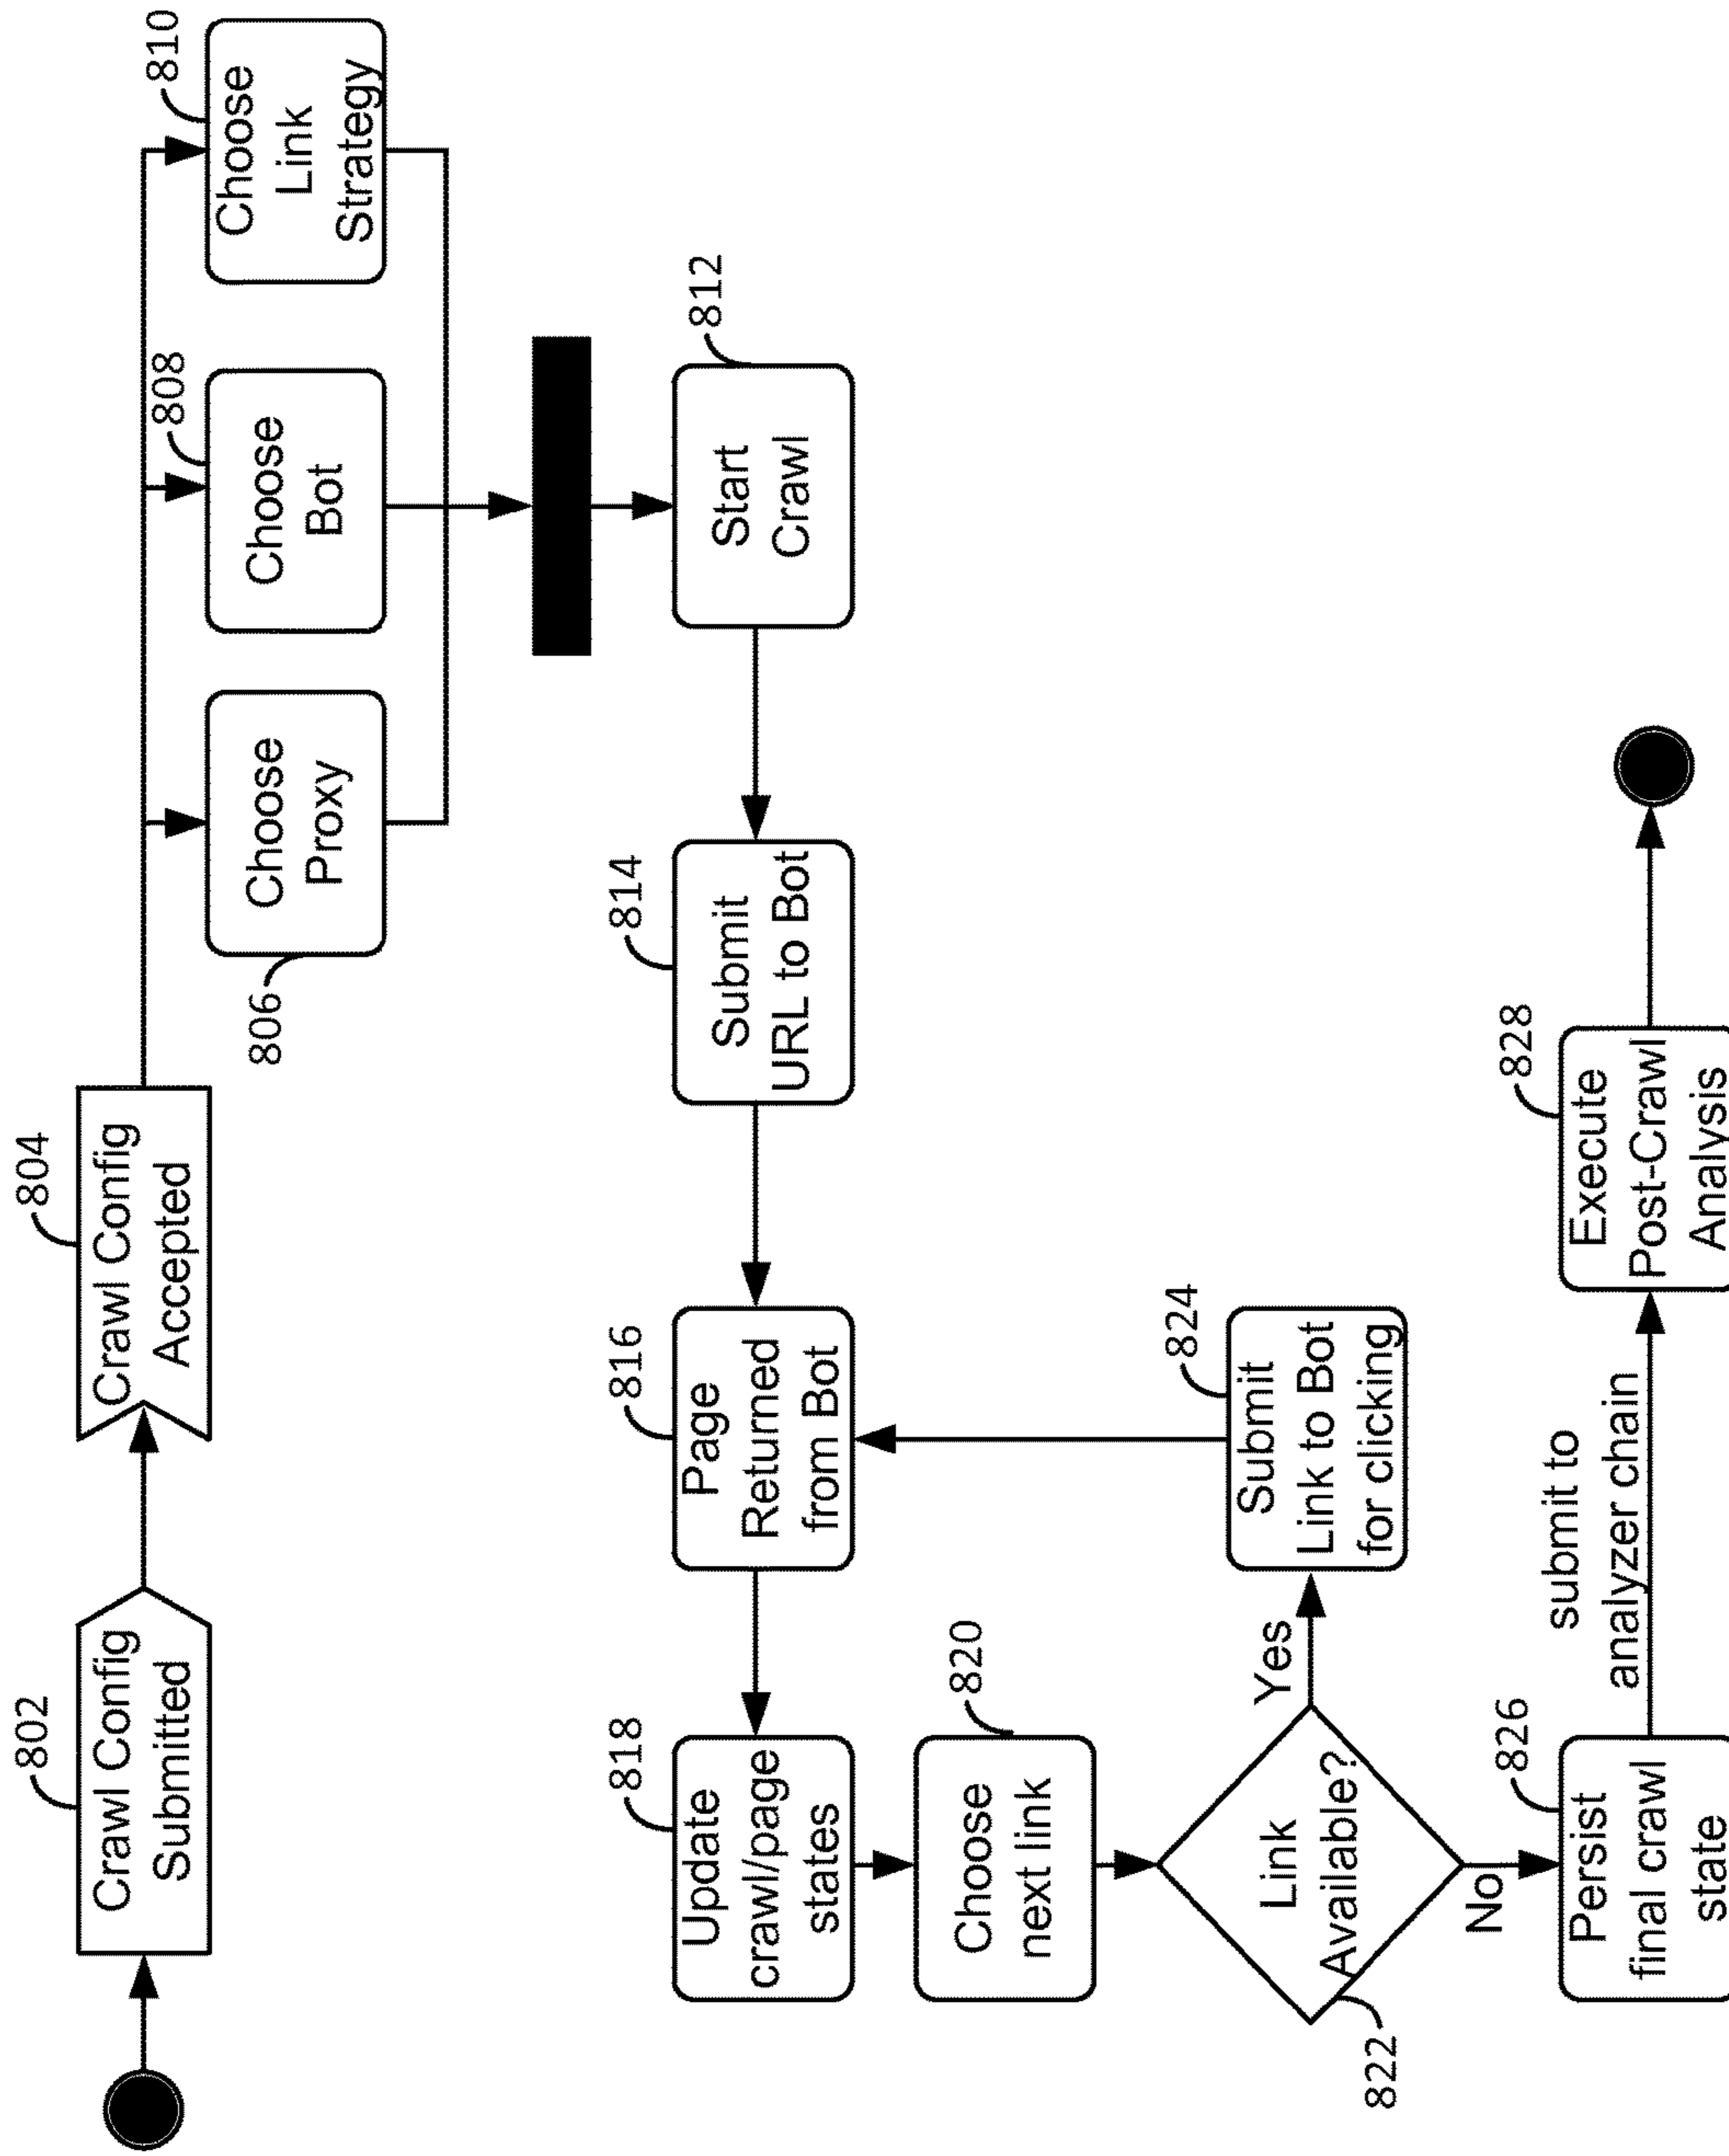 802
Crawl Config
Submitted
804
Crawl Config
Accepted
806
Choose
Proxy
808
Choose
Bot
810
Choose
Link
Strategy
812
Start
Crawl
814
Submit
URL to Bot
816
Page
Returned
from Bot
818
Update
crawl/page
states
820
Choose
next link
822
Link
Available?
Yes
824
Submit
Link to Bot
for clicking
No
826
Persist
final crawl
state
submit to
analyzer chain
828
Execute
Post-Crawl
Analysis